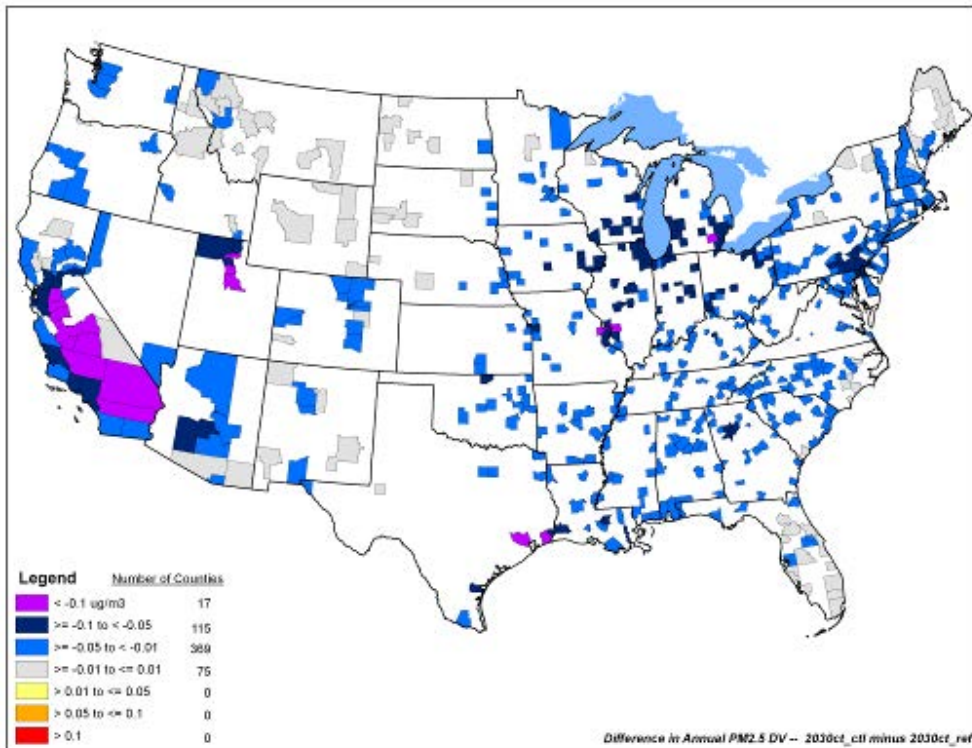 Legend Number of Counties
< -0.1 ug/m3 17
>= -0.1 to < -0.05 115
>= -0.05 to < -0.01 369
>= -0.01 to <= 0.01 75
> 0.01 to <= 0.05 0
> 0.05 to <= 0.1 0
> 0.1 0
Difference in Annual PM2.5 DV -- 2030ct_ctl minus 2030ct_ref